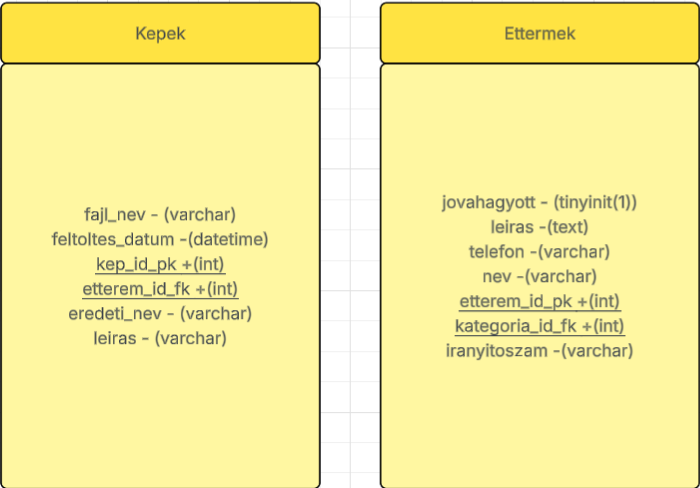 Kepek
fajl_nev - (varchar)
feltoltes_datum -(datetime)
kep_id_pk +(int)
etterem_id_fk +(int)
eredeti_nev - (varchar)
leiras - (varchar)
Ettermek
jovahagyott - (tinyinit(1))
leiras -(text)
telefon -(varchar)
nev -(varchar)
etterem_id_pk +(int)
kategoria_id_fk +(int)
iranyitoszam -(varchar)